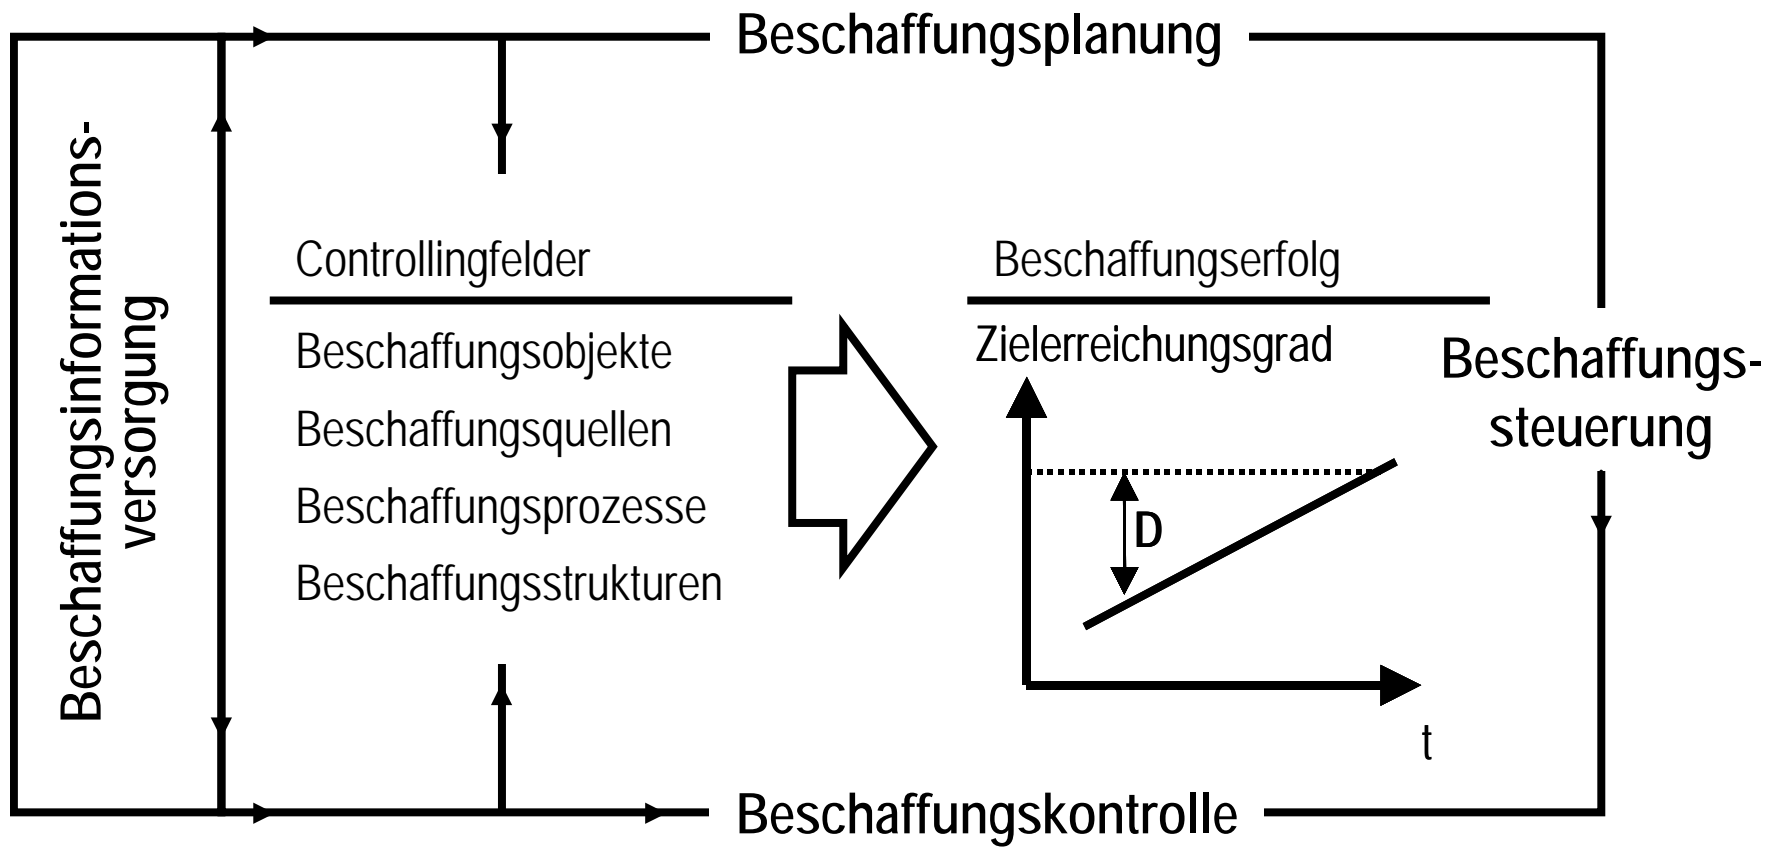 Beschaffungsplanung
Beschaffungsinformations-
versorgung
Controllingfelder
Beschaffungsobjekte
Beschaffungsquellen
Beschaffungsprozesse
Beschaffungsstrukturen
Beschaffungserfolg
Zielerreichungsgrad
D
t
Beschaffungs-
steuerung
Beschaffungskontrolle